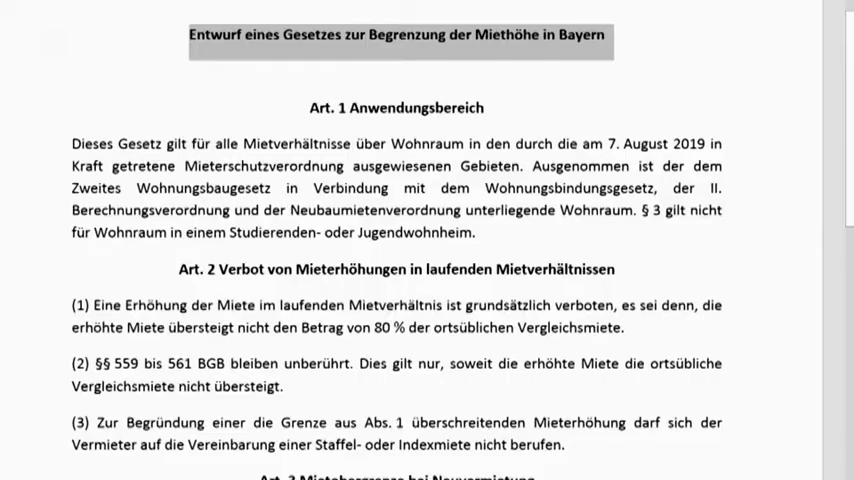 Entwurf eines Gesetzes zur Begrenzung der Miethöhe in Bayern
Art. 1 Anwendungsbereich
Dieses Gesetz gilt für alle Mietverhältnisse über Wohnraum in den durch die am 7. August 2019 in
Kraft getretene Mieterschutzverordnung ausgewiesenen Gebieten. Ausgenommen ist der dem
Zweites Wohnungsbaugesetz in Verbindung mit dem Wohnungsbindungsgesetz, der II.
Berechnungsverordnung und der Neubaumietenverordnung unterliegende Wohnraum. § 3 gilt nicht
für Wohnraum in einem Studierenden- oder Jugendwohnheim.
Art. 2 Verbot von Mieterhöhungen in laufenden Mietverhältnissen
(1) Eine Erhöhung der Miete im laufenden Mietverhältnis ist grundsätzlich verboten, es sei denn, die
erhöhte Miete übersteigt nicht den Betrag von 80 % der ortsüblichen Vergleichsmiete.
(2) §§ 559 bis 561 BGB bleiben unberührt. Dies gilt nur, soweit die erhöhte Miete die ortsübliche
Vergleichsmiete nicht übersteigt.
(3) Zur Begründung einer die Grenze aus Abs. 1 überschreitenden Mieterhöhung darf sich der
Vermieter auf die Vereinbarung einer Staffel- oder Indexmiete nicht berufen.
Art. 3 Mietobergrenze bei Neuvermietung